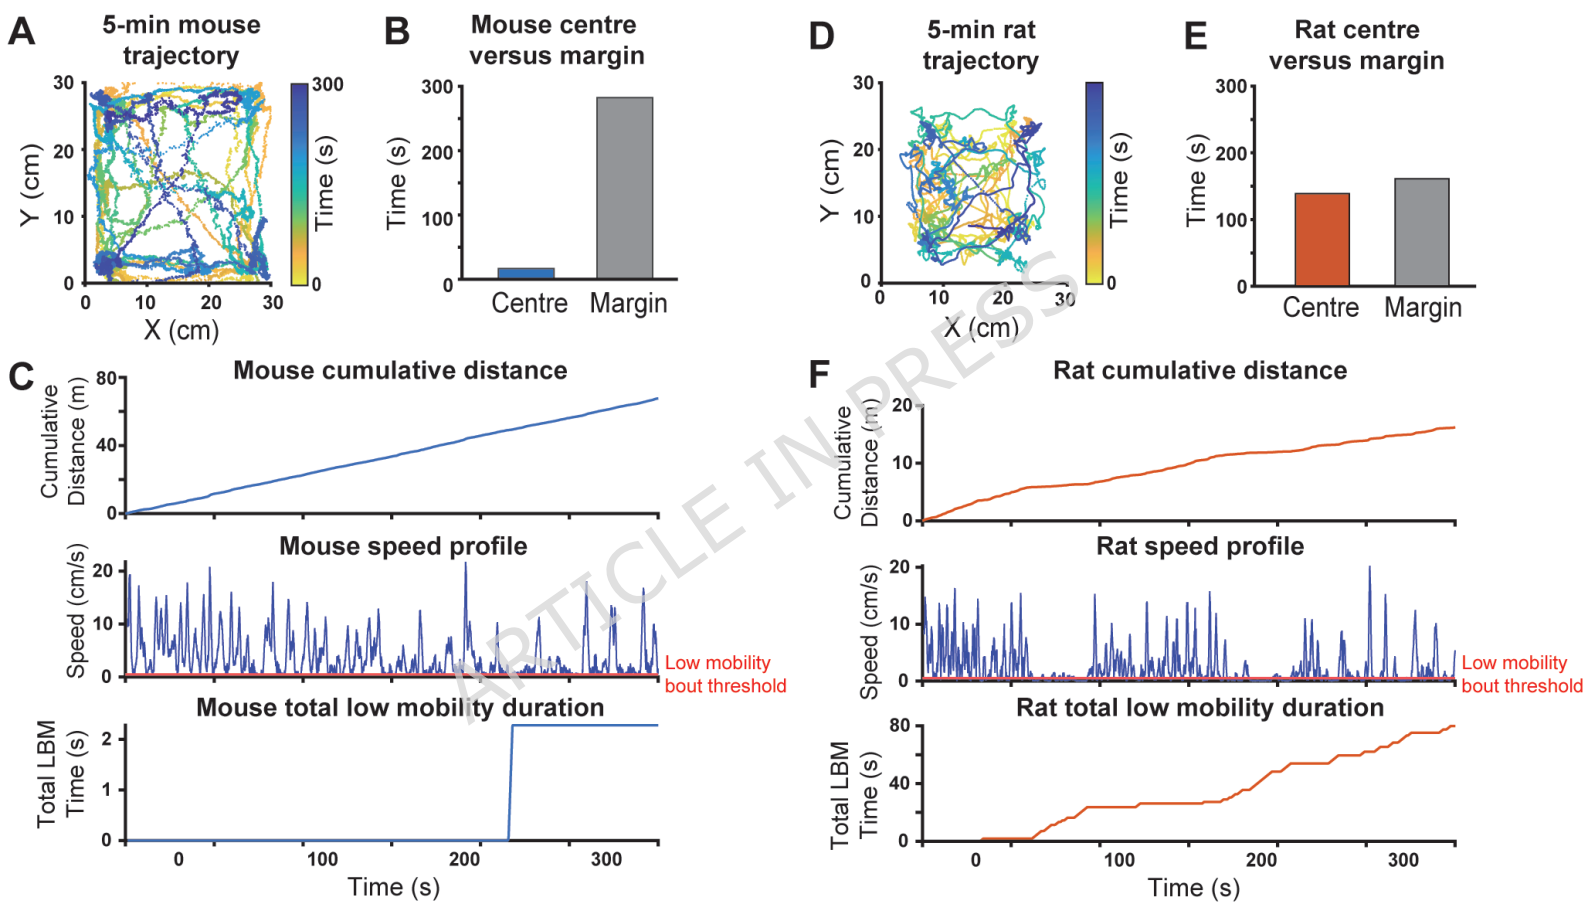 A
5-min mouse
trajectory
30
20
10
0
Y (cm)
0 10 20 30
X (cm)
300
0
Time (s)
B
Mouse centre
versus margin
300
200
100
0
Time (s)
Centre Margin
C
Mouse cumulative distance
80
40
0
Cumulative
Distance (m)
Mouse speed profile
20
10
0
Speed (cm/s)
Low mobility
bout threshold
Mouse total low mobility duration
2
1
0
Total LBM
Time (s)
0 100 200 300
Time (s)
D
5-min rat
trajectory
30
20
10
0
Y (cm)
0 10 20 30
X (cm)
0
Time (s)
E
Rat centre
versus margin
300
200
100
0
Time (s)
Centre Margin
F
Rat cumulative distance
20
10
0
Cumulative
Distance (m)
Rat speed profile
20
10
0
Speed (cm/s)
Low mobility
bout threshold
Rat total low mobility duration
80
40
0
Total LBM
Time (s)
0 100 200 300
Time (s)
ARTICLE IN PRESS